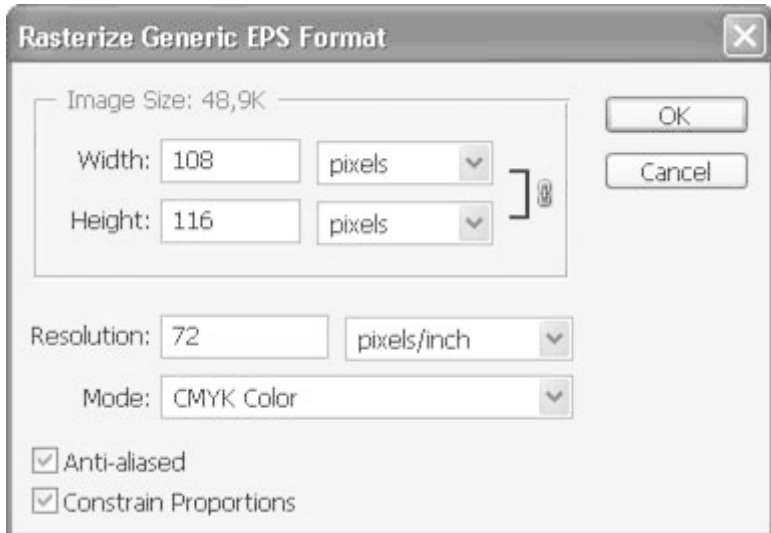 Rasterize Generic EPS Format
Image Size: 48,9K
OK
Width: 108 pixels
Cancel
Height: 116 pixels
Resolution: 72 pixels/inch
Mode: CMYK Color
Anti-aliased
Constrain Proportions